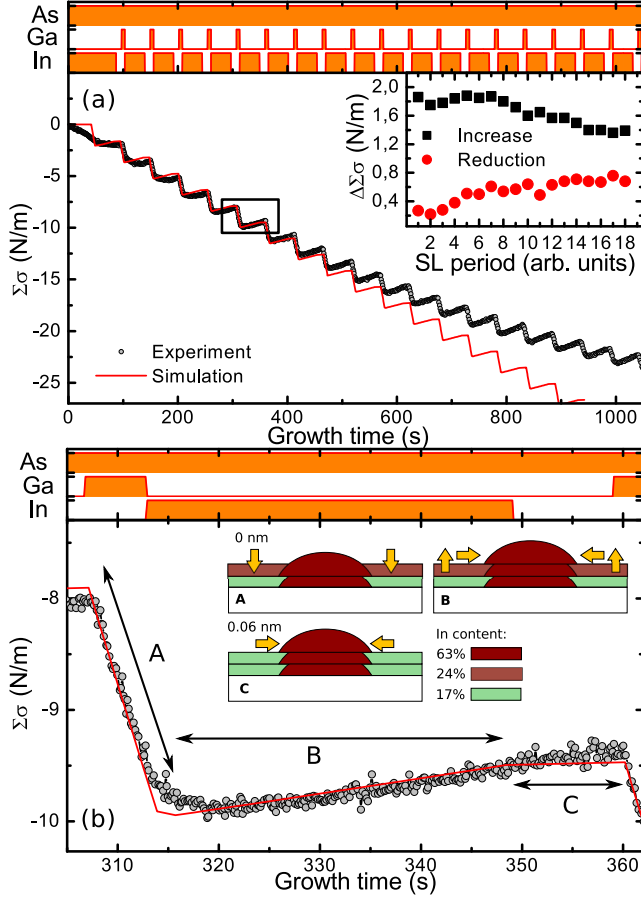 As
Ga
In
(a)
0
-5
-10
-15
-20
-25
Σσ (N/m)
Experiment
Simulation
0 200 400 600 800 1000
Growth time (s)
2,0
1,6
1,2
0,8
0,4
ΔΣσ (N/m)
Increase
Reduction
2 4 6 8 10 12 14 16 18
SL period (arb. units)
As
Ga
In
-8
-9
-10
Σσ (N/m)
(b)
A
B
C
0 nm
A
B
0.06 nm
C
In content:
63%
24%
17%
310 320 330 340 350 360
Growth time (s)